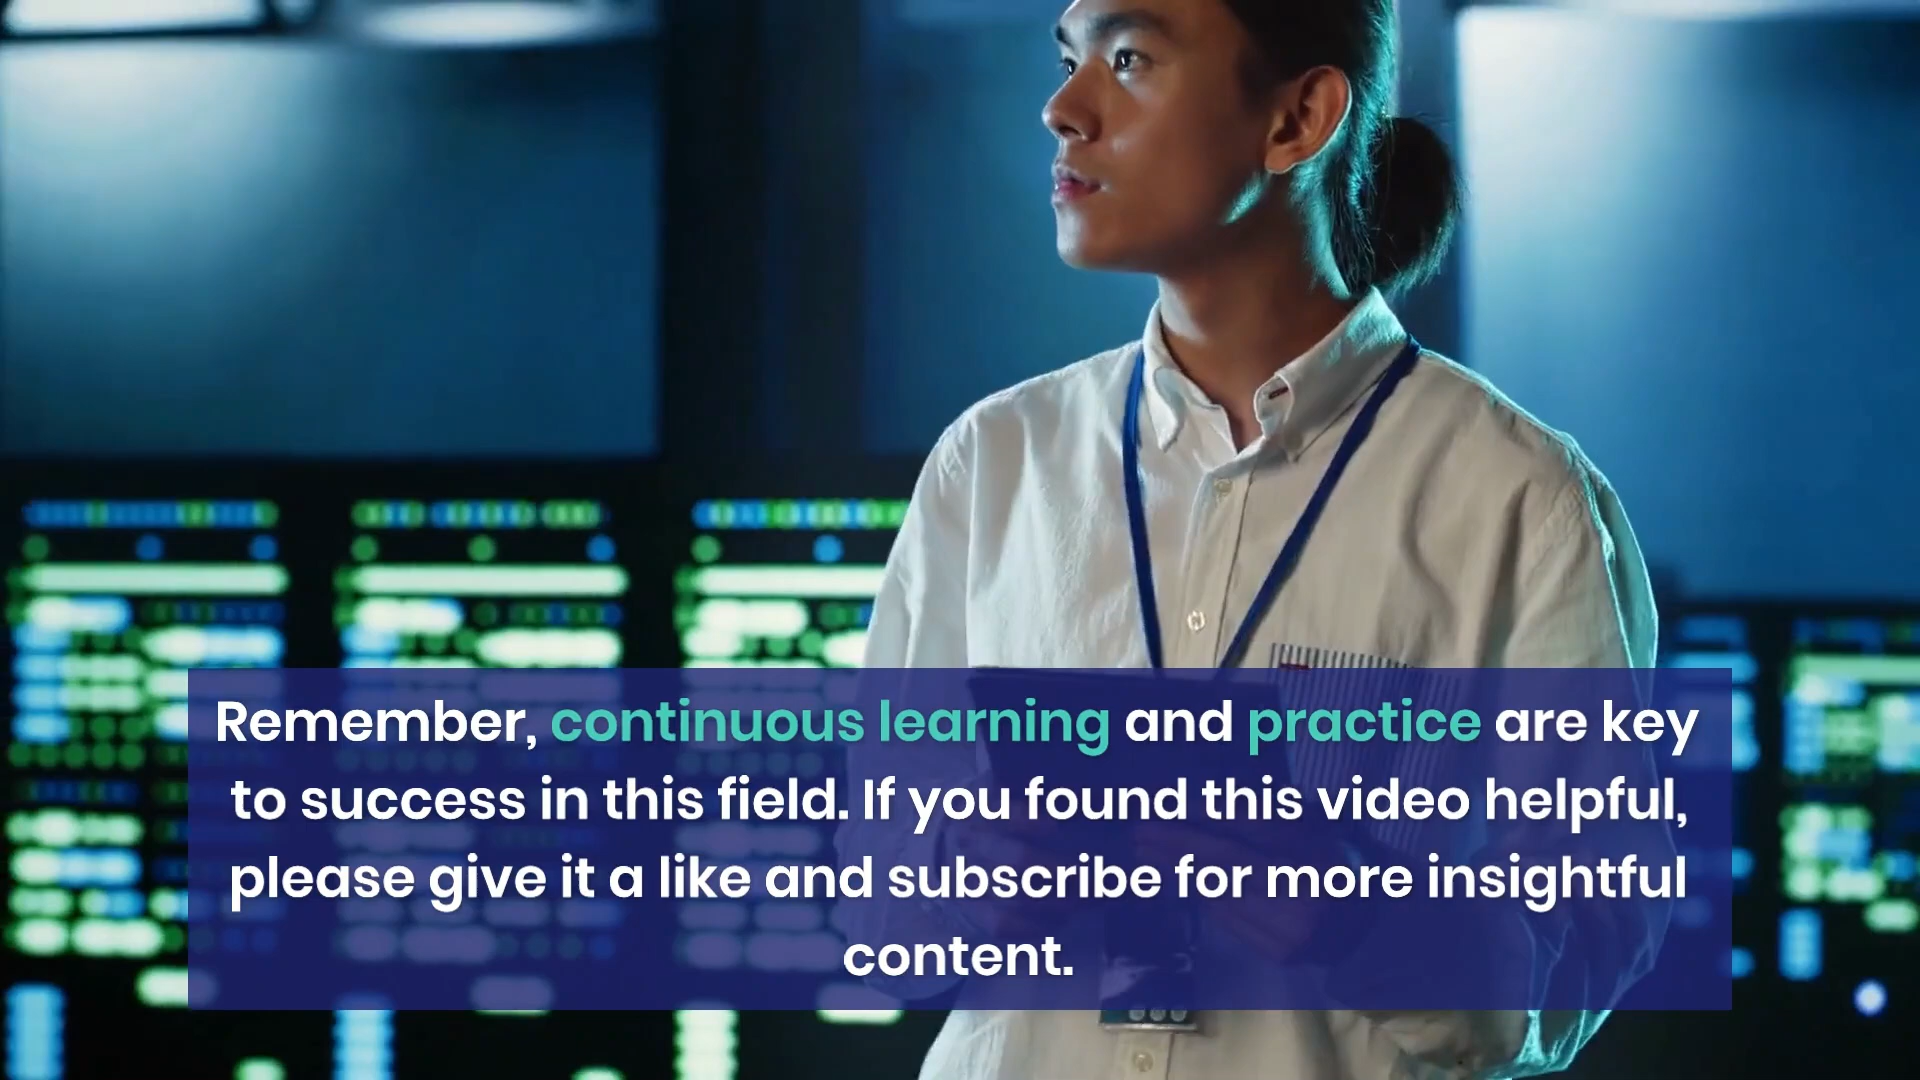 Remember, continuous learning and practice are key
to success in this field. If you found this video helpful,
please give it a like and subscribe for more insightful
content.